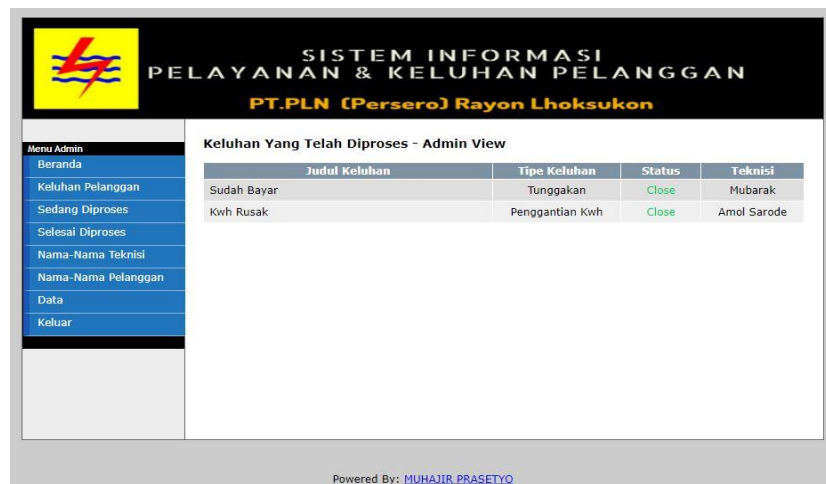 SISTEM INFORMASI
PELAYANAN & KELUHAN PELANGGAN
PT.PLN (Persero) Rayon Lhoksukon
Menu Admin
Beranda
Keluhan Pelanggan
Sedang Diproses
Selesai Diproses
Nama-Nama Teknisi
Nama-Nama Pelanggan
Data
Keluar
Keluhan Yang Telah Diproses - Admin View
Judul Keluhan Tipe Keluhan Status Teknisi
Sudah Bayar Tunggakan Close Mubarak
Kwh Rusak Penggantian Kwh Close Amol Sarode
Powered By: MUHAJIR PRASETYO